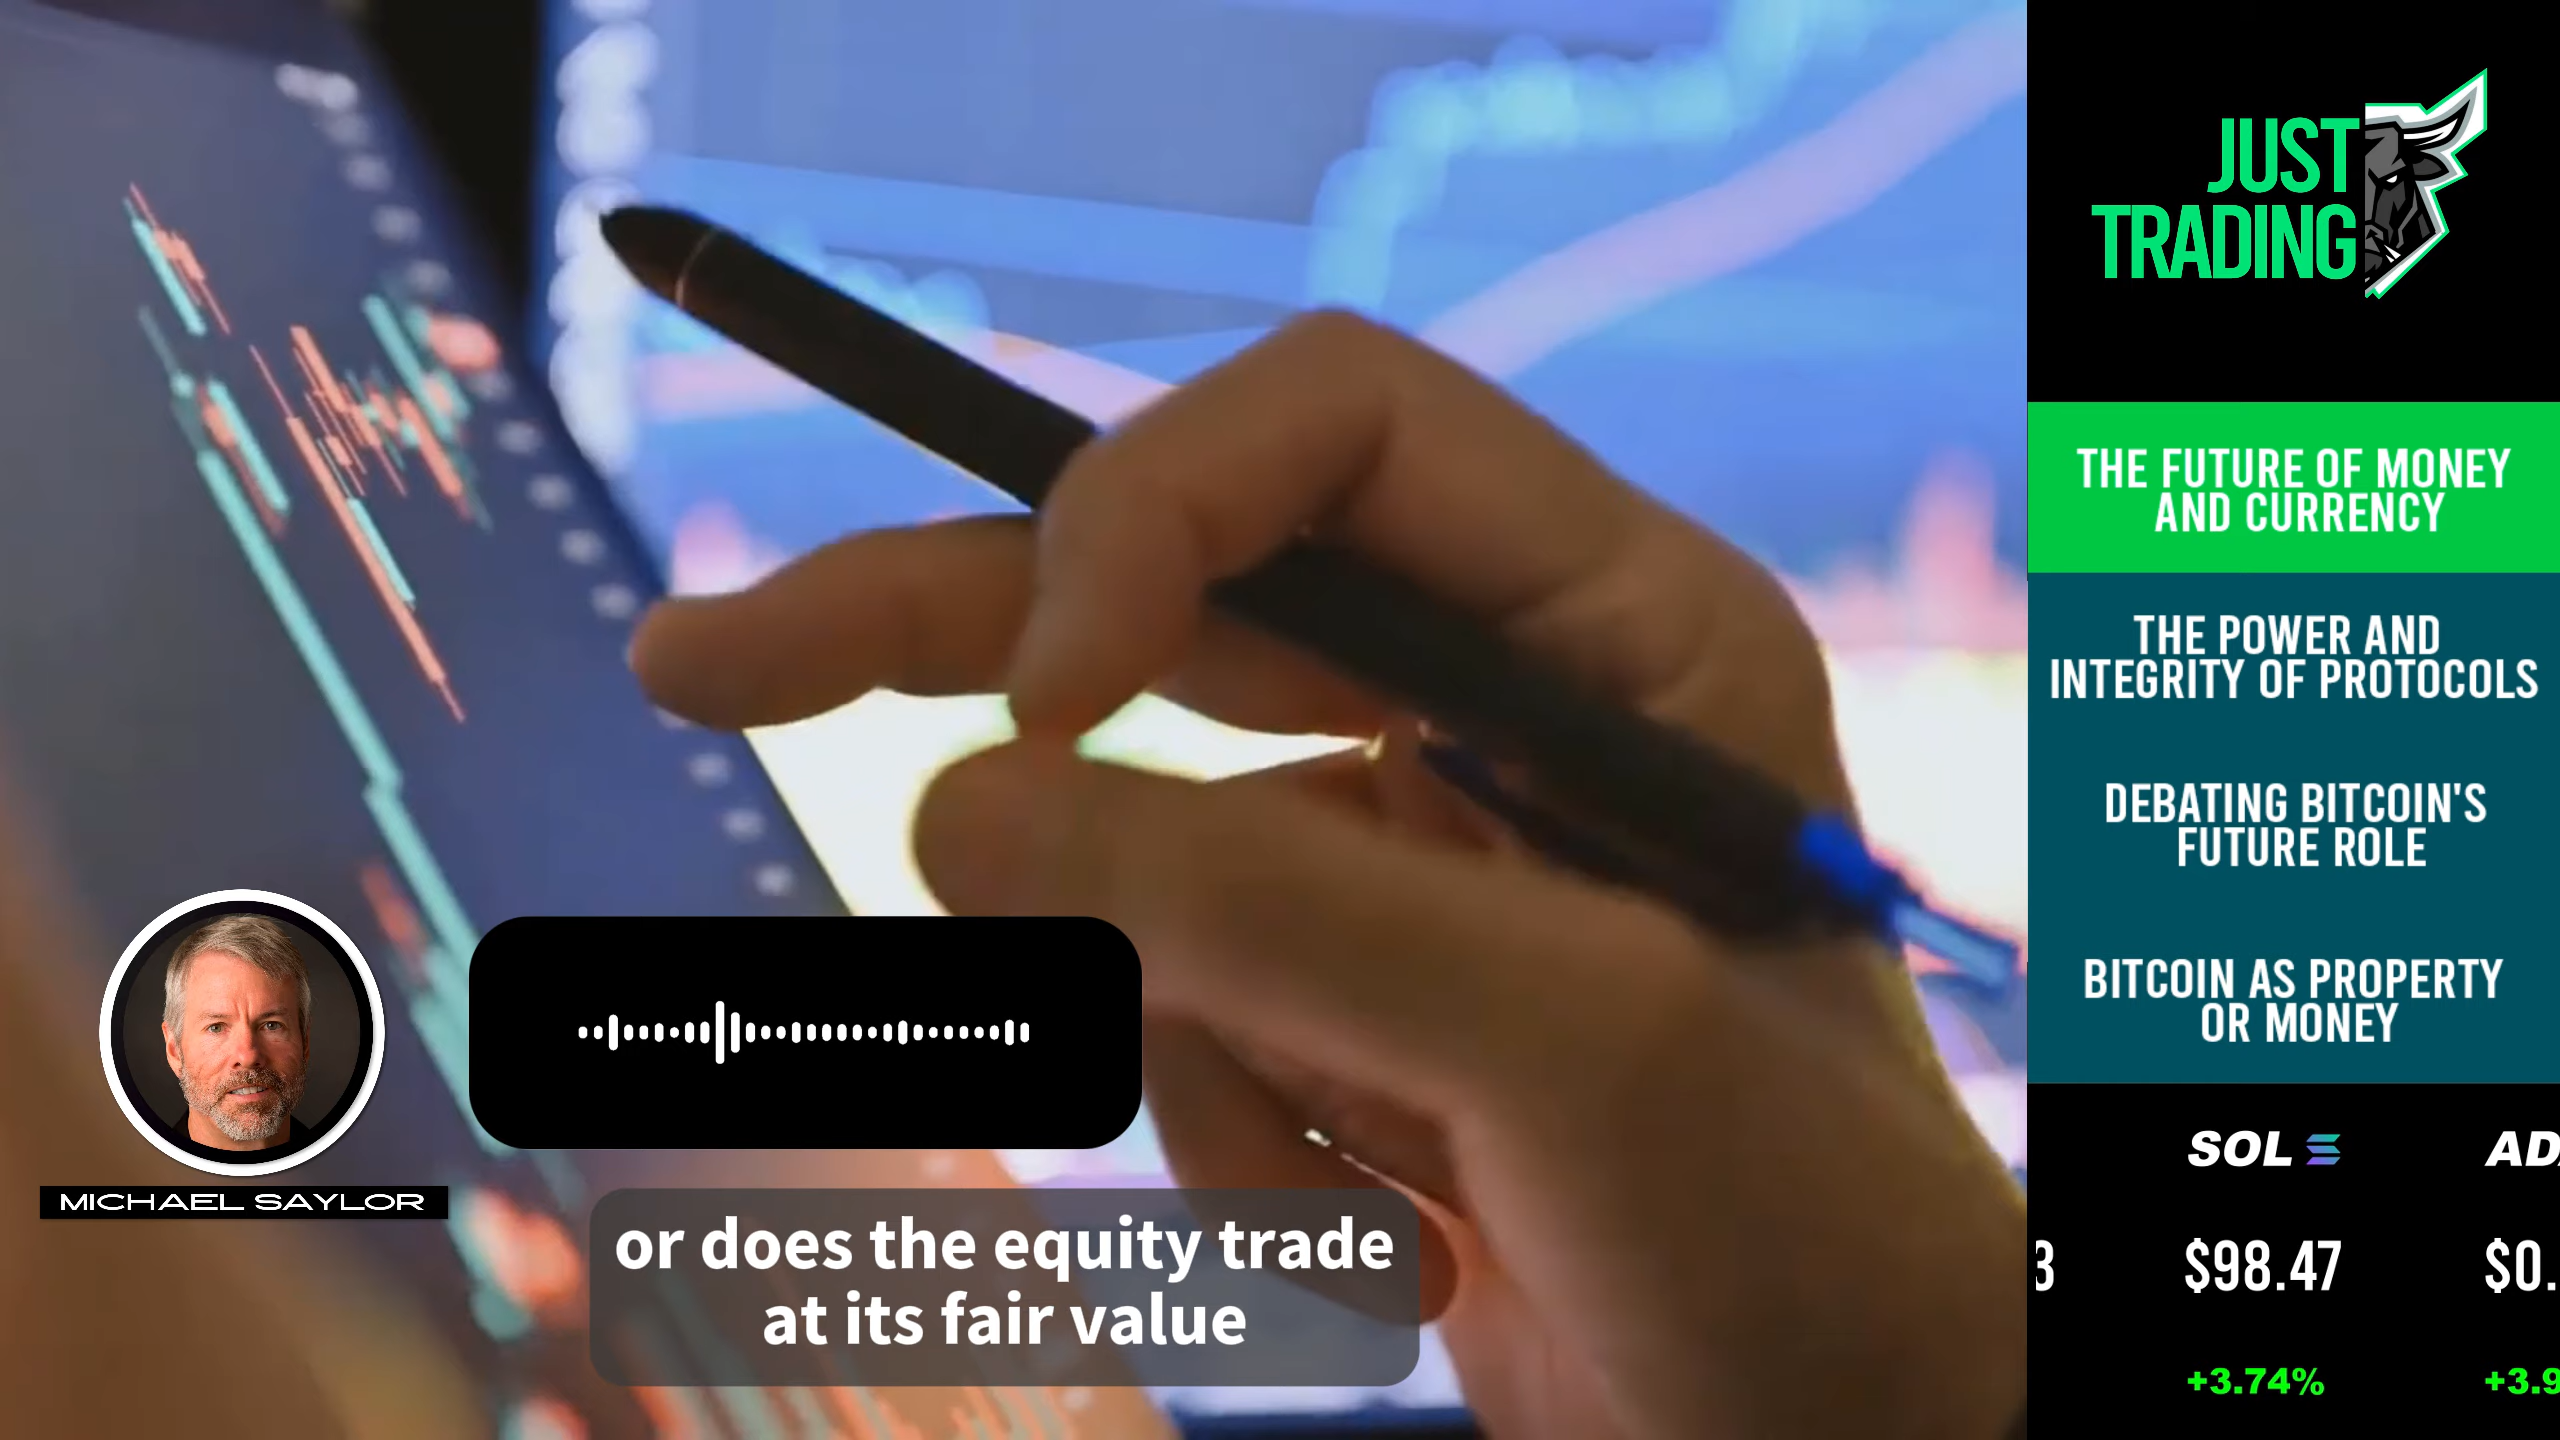 JUST
TRADING
THE FUTURE OF MONEY
AND CURRENCY
THE POWER AND
INTEGRITY OF PROTOCOLS
DEBATING BITCOIN'S
FUTURE ROLE
BITCOIN AS PROPERTY
OR MONEY
MICHAEL SAYLOR
or does the equity trade
at its fair value
SOL
$98.47
+3.74%